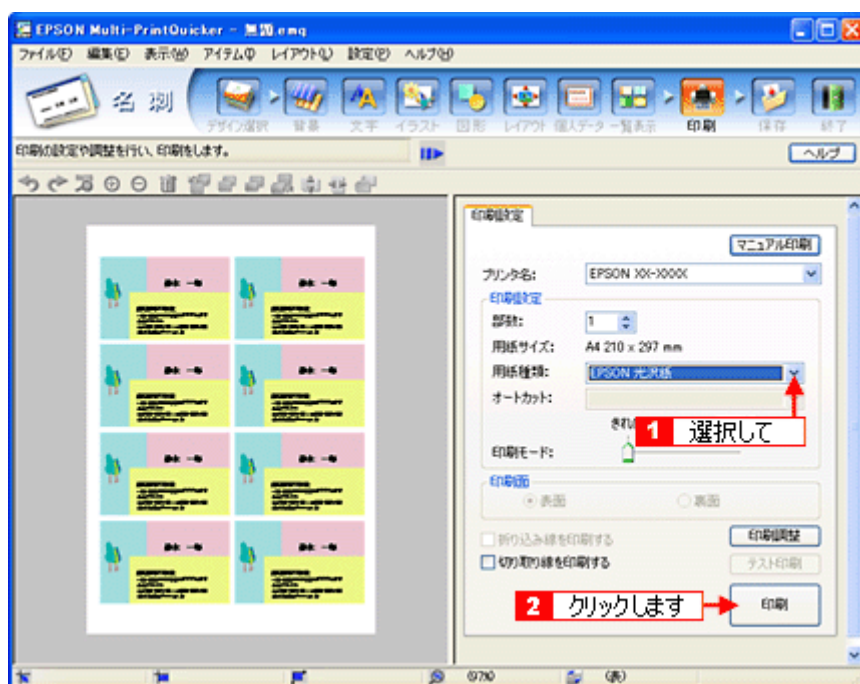 EPSON Multi-PrintQuicker - 無題.emq
ファイル(F) 編集(E) 表示(W) アイテム(I) レイアウト(L) 設定(P) ヘルプ(H)
名刺
デザイン選択 背景 文字 イラスト 図形 レイアウト 個人データ 一覧表示 印刷 保存 終了
印刷の設定や調整を行い、印刷をします。
ヘルプ
印刷設定
マニュアル印刷
プリンタ名: EPSON XX-XXXX
印刷設定
部数: 1
用紙サイズ: A4 210 x 297 mm
用紙種類: EPSON 光沢紙
オートカット:
きれい
1 選択して
印刷モード:
印刷面
表面 裏面
折り込み線を印刷する 印刷調整
切り取り線を印刷する テスト印刷
2 クリックします 印刷
(97%) (表)